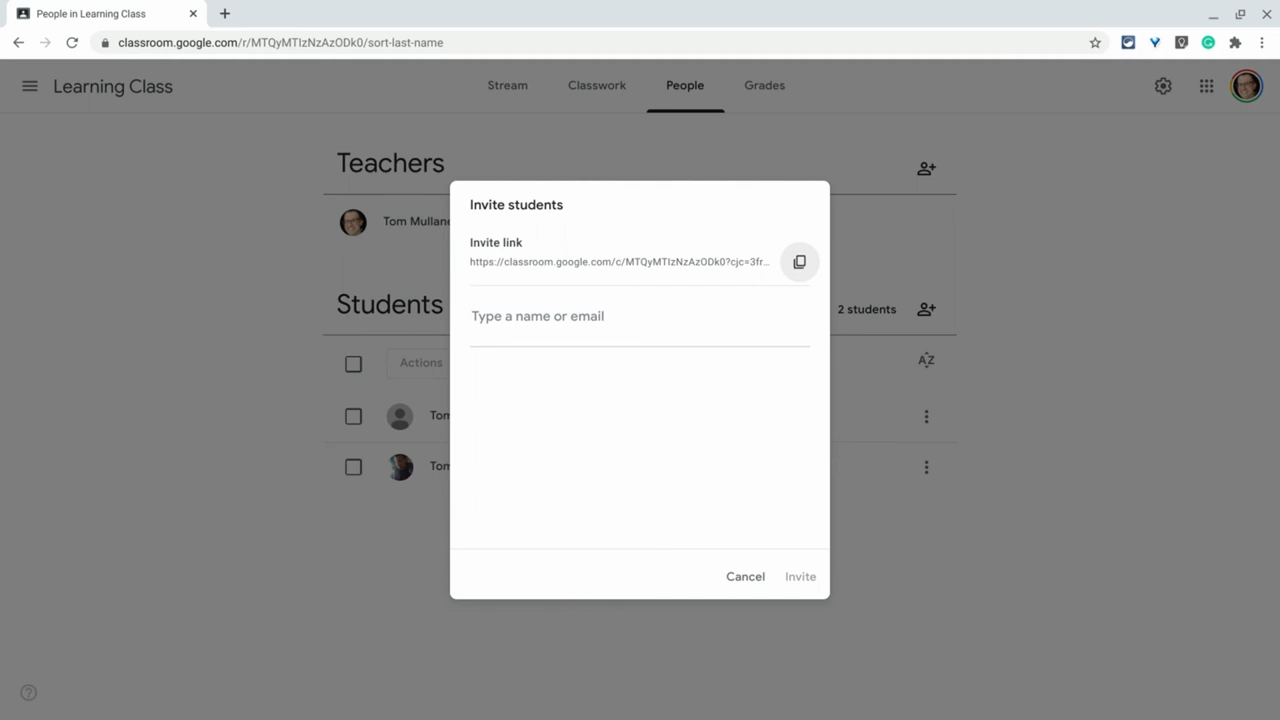 People in Learning Class
classroom.google.com/r/MTQyMTIzNzAzODk0/sort-last-name
Learning Class
Stream
Classwork
People
Grades
Teachers
Tom Mullane
Invite students
Invite link
https://classroom.google.com/c/MTQyMTIzNzAzODk0?cjc=3fr...
Type a name or email
Students
2 students
Actions
Tom
Tom
Cancel
Invite